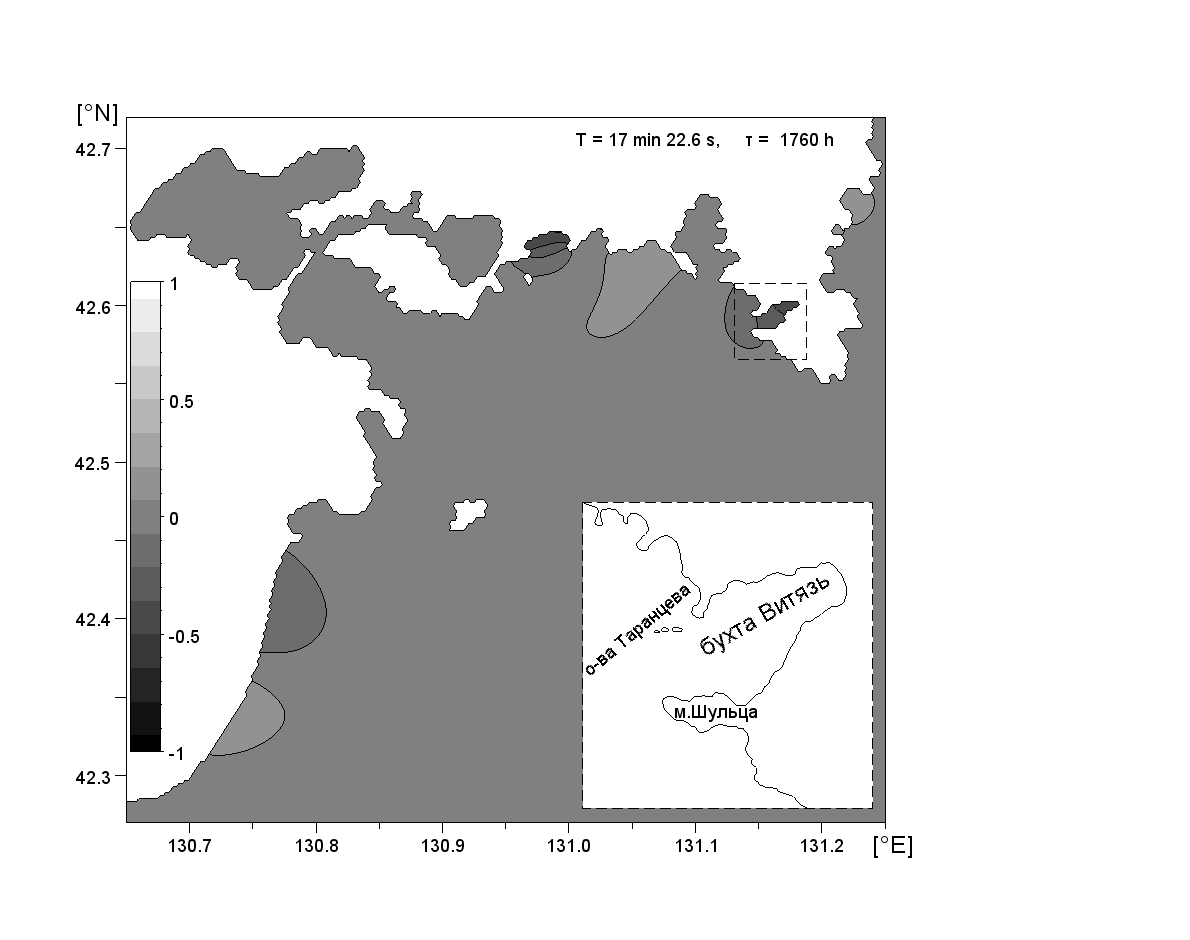 [°N]
T = 17 min 22.6 s, τ = 1760 h
42.7
42.6
42.5
42.4
42.3
1
0.5
0
-0.5
-1
о-ва Таранцева
бухта Витязь
м.Шульца
130.7 130.8 130.9 131.0 131.1 131.2 [°E]